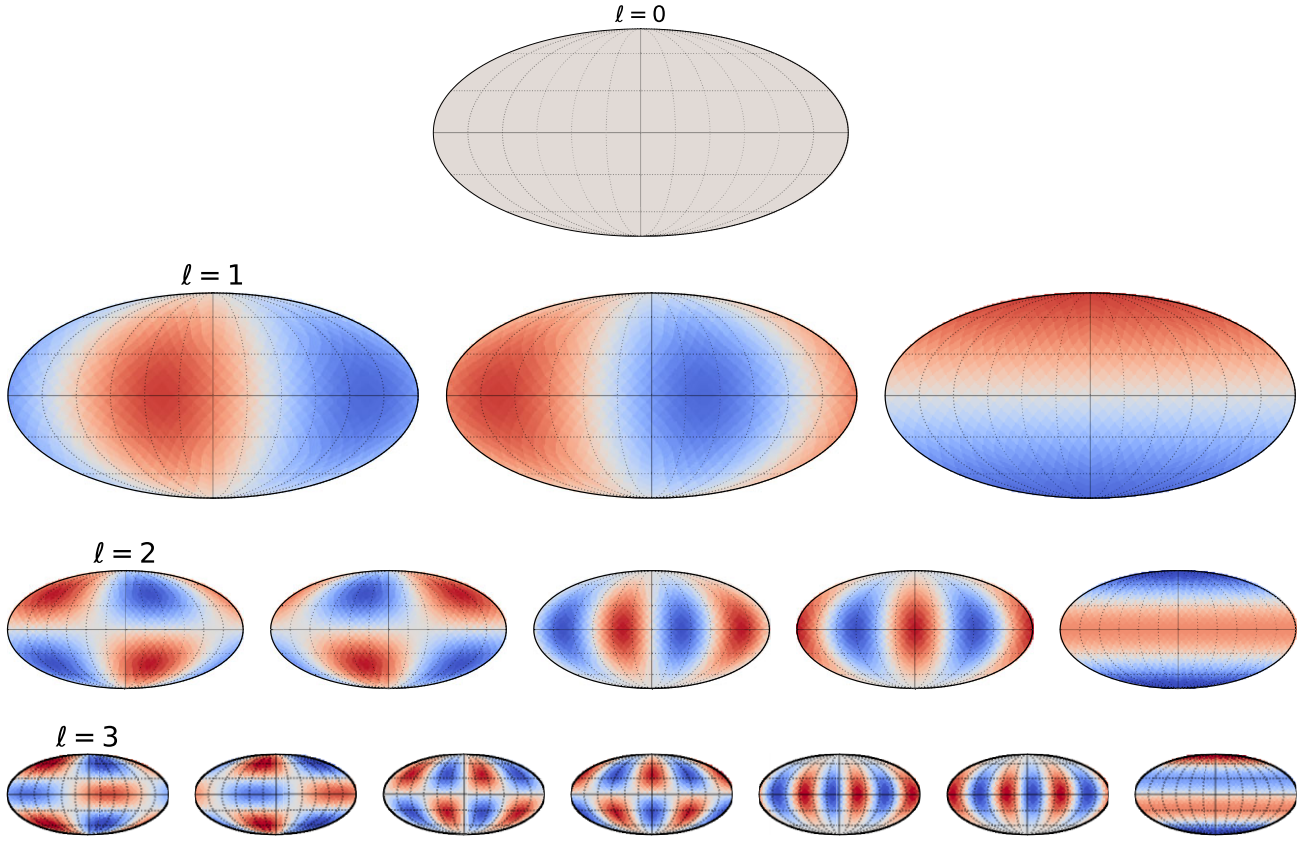 ℓ = 0
ℓ = 1
ℓ = 2
ℓ = 3